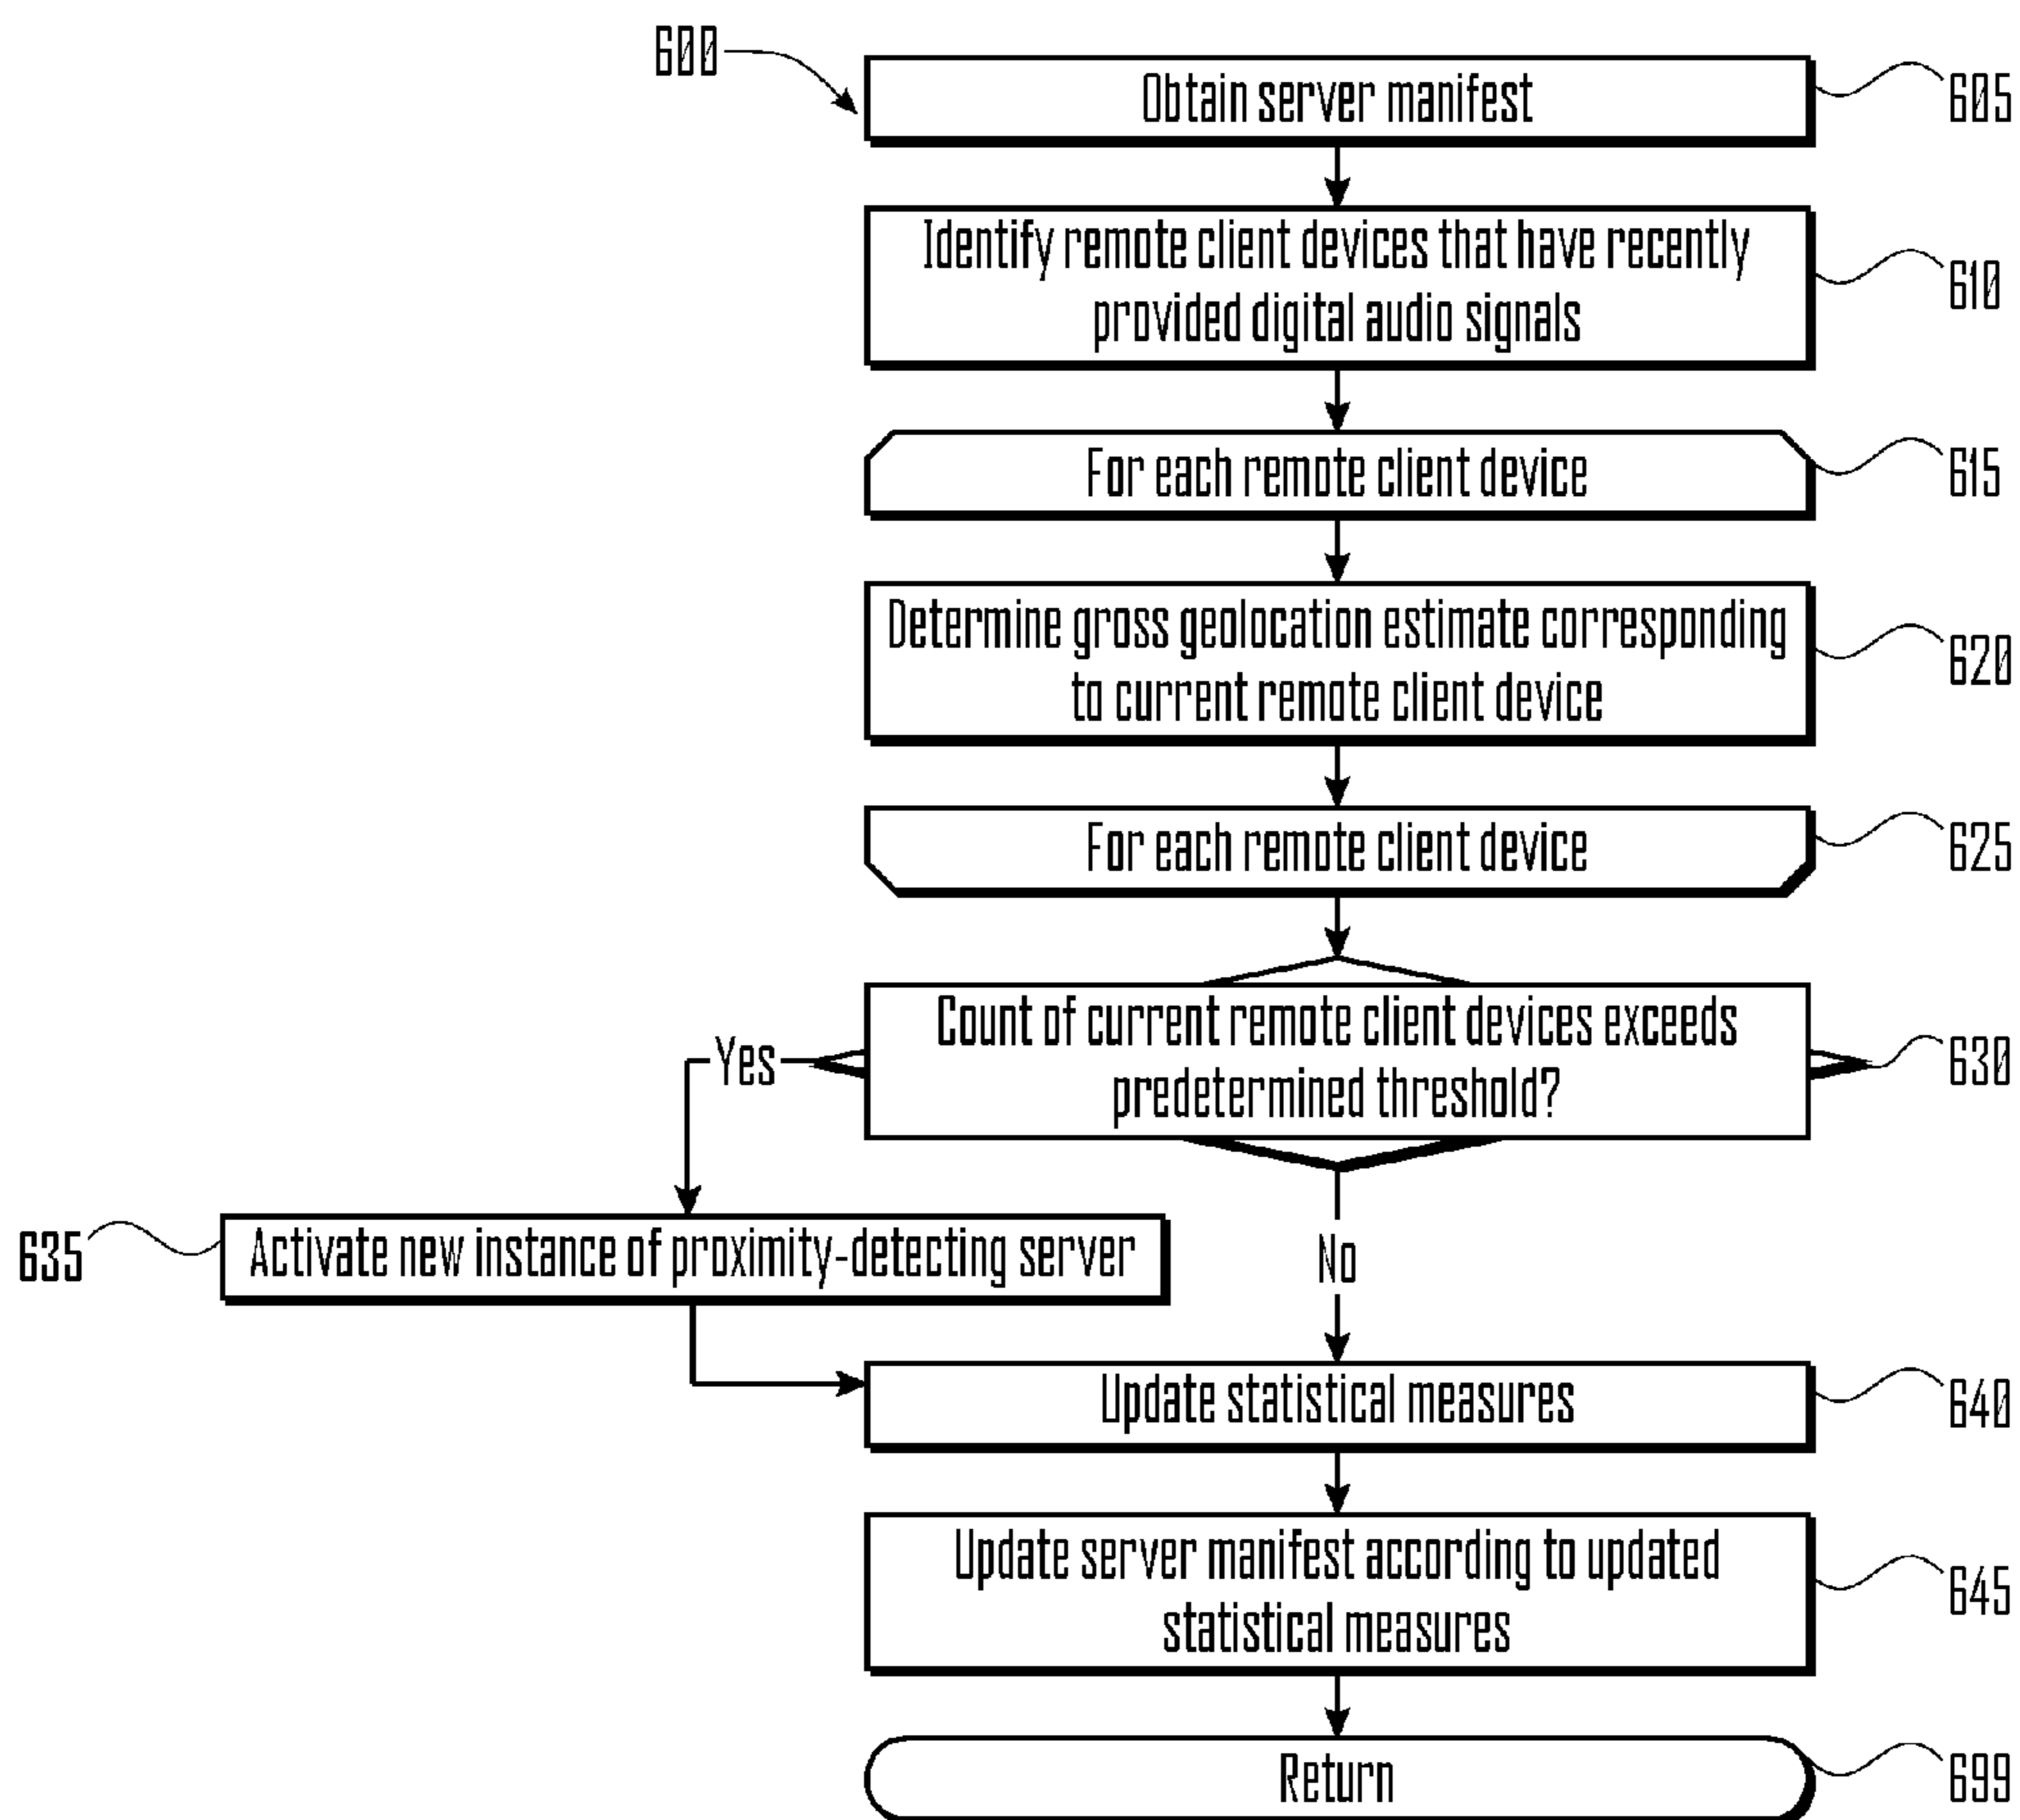 600
Obtain server manifest
605
Identify remote client devices that have recently
provided digital audio signals
610
For each remote client device
615
Determine gross geolocation estimate corresponding
to current remote client device
620
For each remote client device
625
Count of current remote client devices exceeds
predetermined threshold?
630
Yes
635
Activate new instance of proximity-detecting server
No
Update statistical measures
640
Update server manifest according to updated
statistical measures
645
Return
699